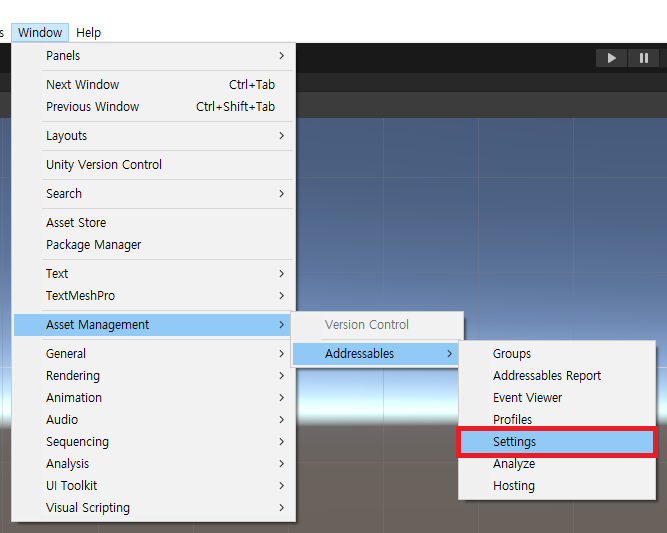 s Window Help
Panels
Next Window Ctrl+Tab
Previous Window Ctrl+Shift+Tab
Layouts
Unity Version Control
Search
Asset Store
Package Manager
Text
TextMeshPro
Asset Management
General
Rendering
Animation
Audio
Sequencing
Analysis
UI Toolkit
Visual Scripting
Version Control
Addressables
Groups
Addressables Report
Event Viewer
Profiles
Settings
Analyze
Hosting